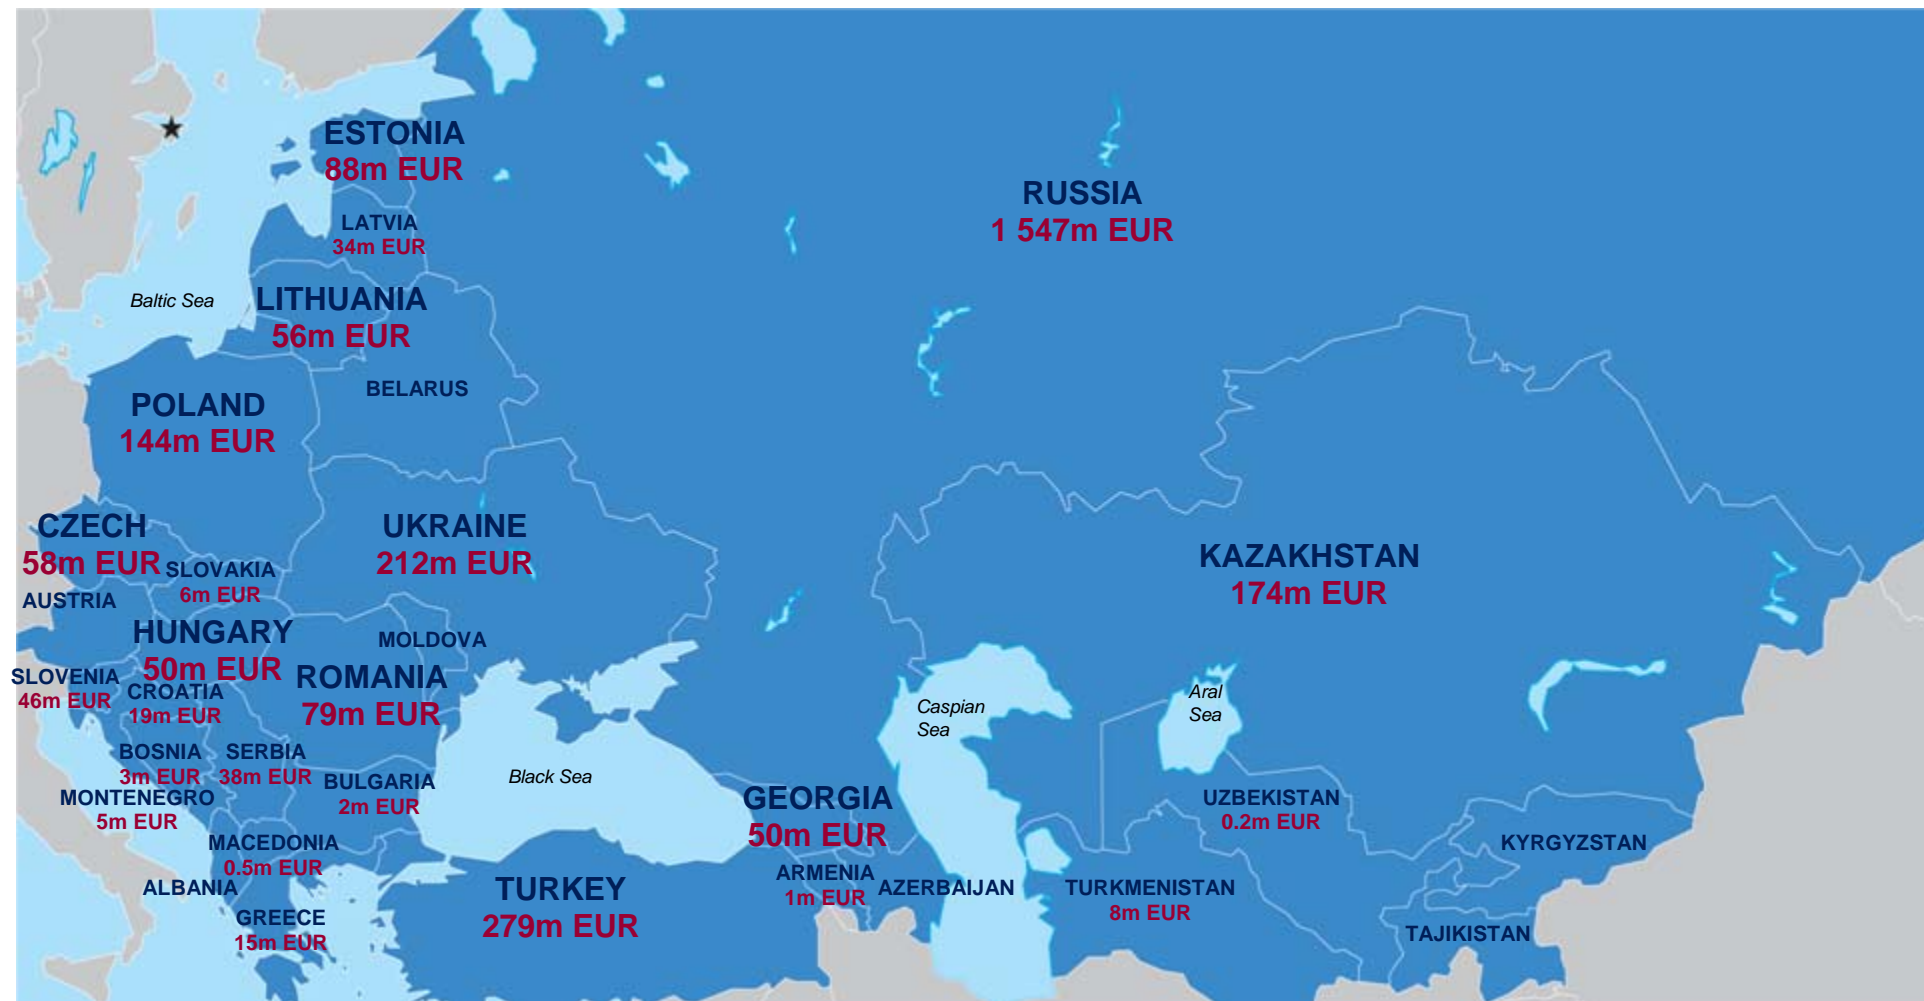 ESTONIA
88m EUR
RUSSIA
1 547m EUR
LATVIA
34m EUR
Baltic Sea
LITHUANIA
56m EUR
BELARUS
POLAND
144m EUR
CZECH
58m EUR
UKRAINE
212m EUR
KAZAKHSTAN
174m EUR
SLOVAKIA
6m EUR
AUSTRIA
HUNGARY
50m EUR
MOLDOVA
ROMANIA
79m EUR
SLOVENIA
46m EUR
CROATIA
19m EUR
Caspian
Sea
Aral
Sea
BOSNIA
3m EUR
SERBIA
38m EUR
BULGARIA
2m EUR
Black Sea
MONTENEGRO
5m EUR
GEORGIA
50m EUR
UZBEKISTAN
0.2m EUR
MACEDONIA
0.5m EUR
KYRGYZSTAN
ALBANIA
TURKEY
279m EUR
ARMENIA
1m EUR
AZERBAIJAN
TURKMENISTAN
8m EUR
GREECE
15m EUR
TAJIKISTAN